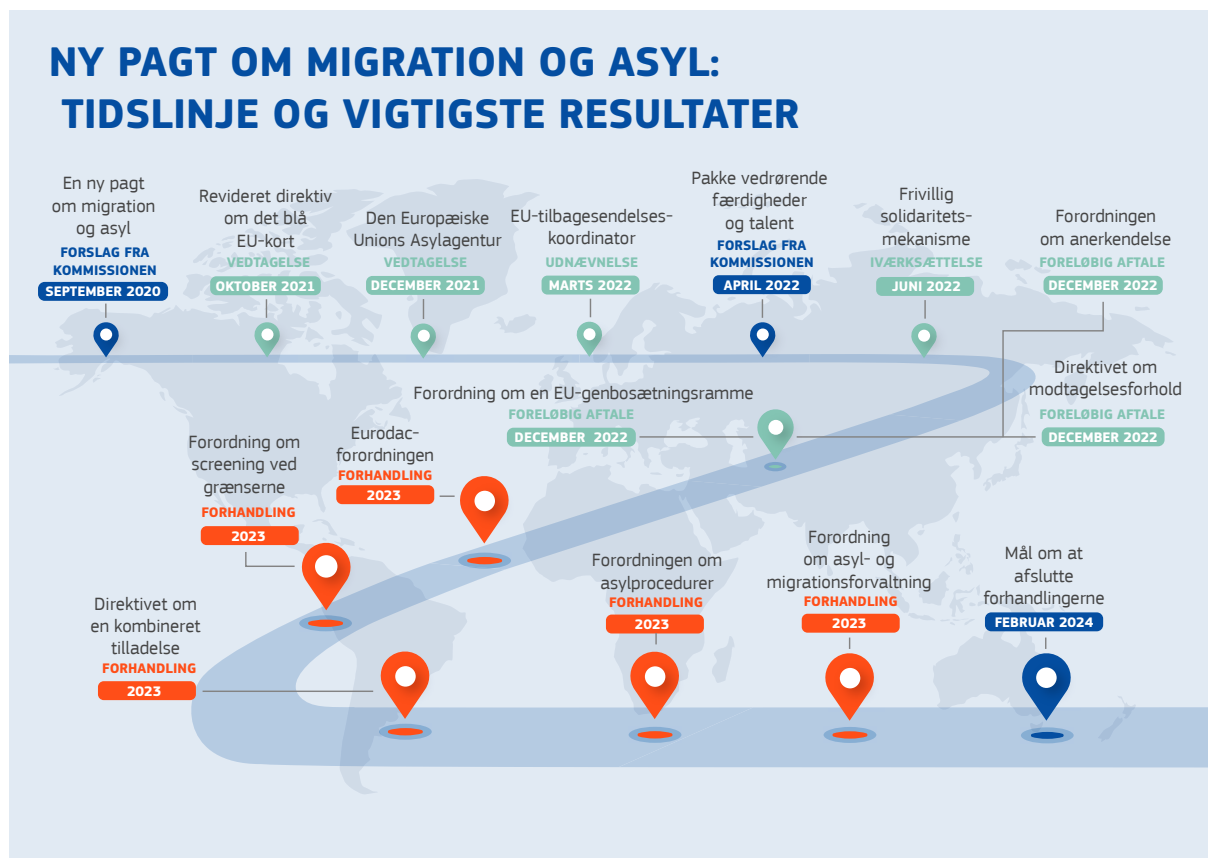 NY PAGT OM MIGRATION OG ASYL:
TIDSLINJE OG VIGTIGSTE RESULTATER
En ny pagt
om migration
og asyl
FORSLAG FRA
KOMMISSIONEN
SEPTEMBER 2020
Revideret direktiv
om det blå
EU-kort
VEDTAGELSE
OKTOBER 2021
Den Europæiske
Unions Asylagentur
VEDTAGELSE
DECEMBER 2021
EU-tilbagesendelses-
koordinator
UDNÆVNELSE
MARTS 2022
Pakke vedrørende
færdigheder
og talent
FORSLAG FRA
KOMMISSIONEN
APRIL 2022
Frivillig
solidaritets-
mekanisme
IVÆRKSÆTTELSE
JUNI 2022
Forordningen
om anerkendelse
FORELØBIG AFTALE
DECEMBER 2022
Direktivet om
modtagelsesforhold
FORELØBIG AFTALE
DECEMBER 2022
Forordning om en EU-genbosætningsramme
FORELØBIG AFTALE
DECEMBER 2022
Eurodac-
forordningen
FORHANDLING
2023
Forordning om
screening ved
grænserne
FORHANDLING
2023
Direktivet om
en kombineret
tilladelse
FORHANDLING
2023
Forordningen om
asylprocedurer
FORHANDLING
2023
Forordning
om asyl- og
migrationsforvaltning
FORHANDLING
2023
Mål om at
afslutte
forhandlingerne
FEBRUAR 2024